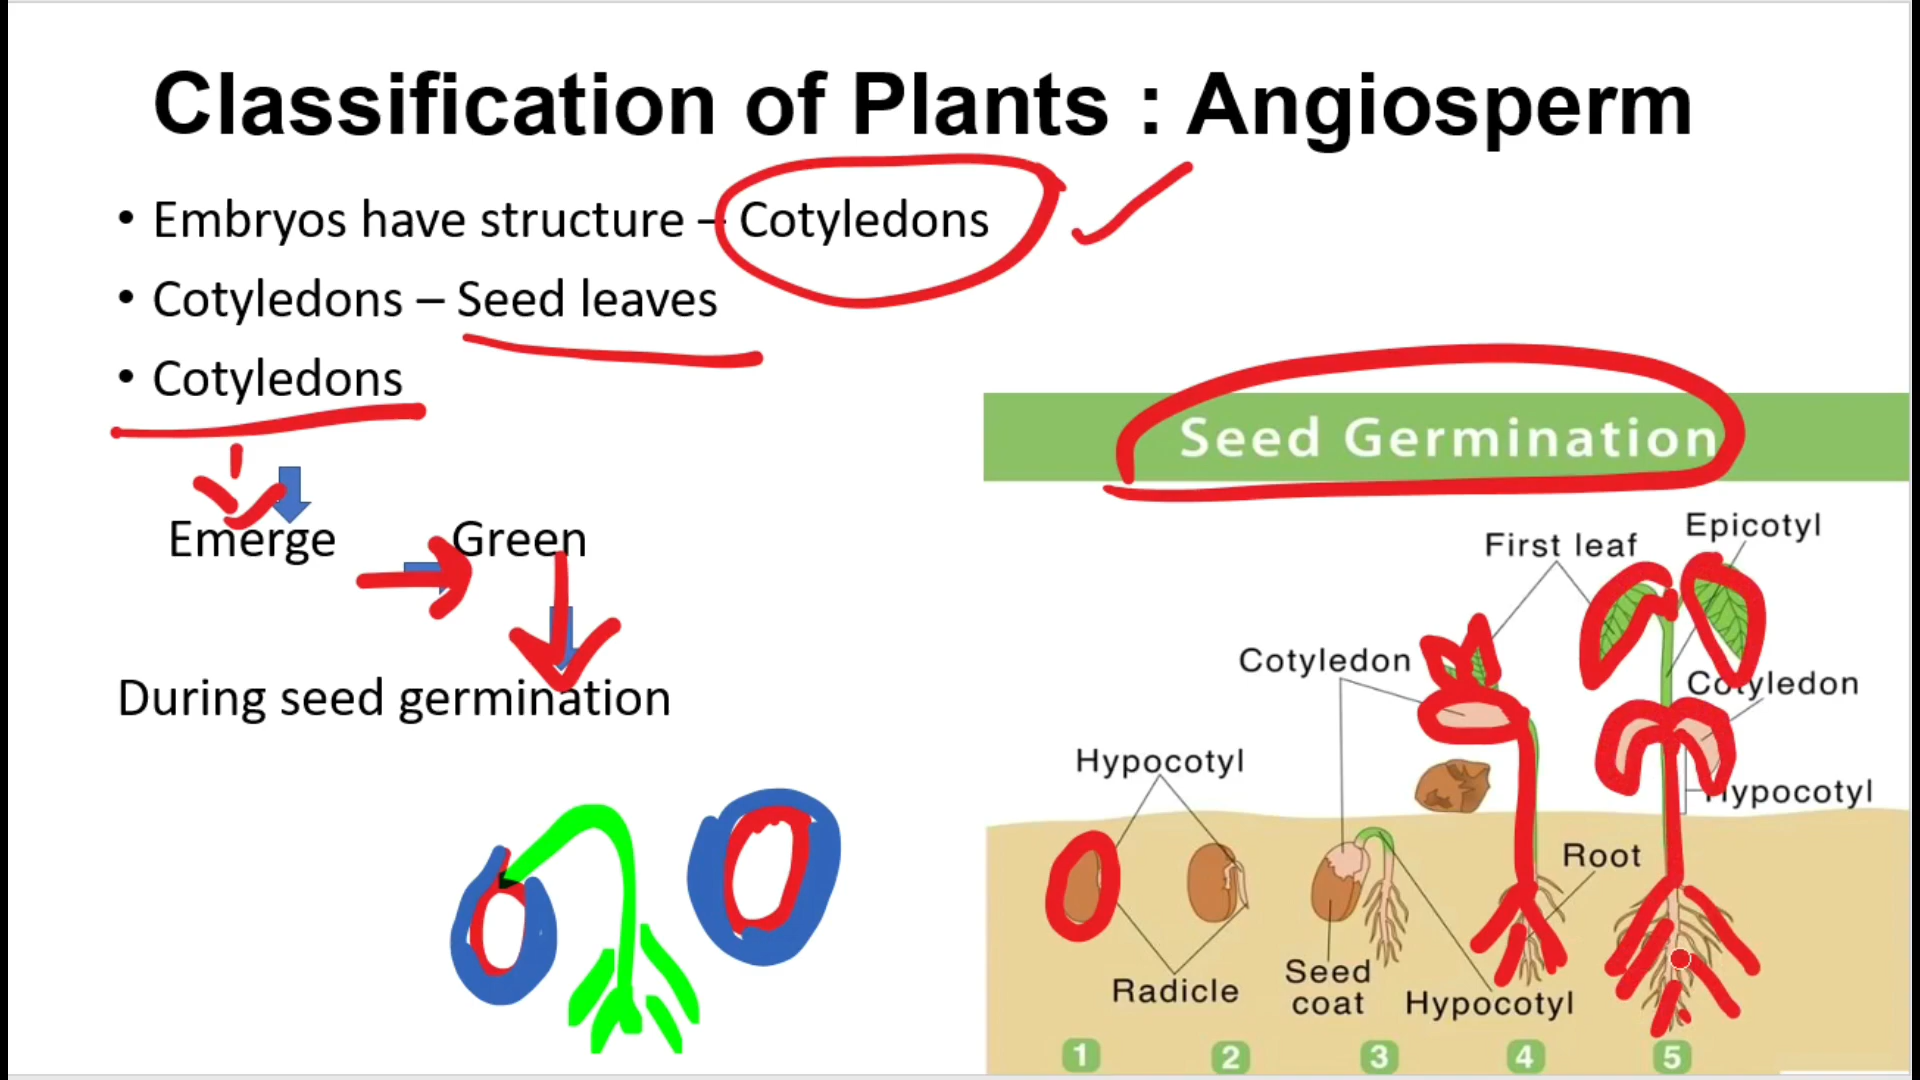 Classification of Plants : Angiosperm
• Embryos have structure – Cotyledons
• Cotyledons – Seed leaves
• Cotyledons
Emerge
Green
During seed germination
Seed Germination
First leaf
Epicotyl
Cotyledon
Cotyledon
Hypocotyl
Hypocotyl
Root
Radicle
Seed
coat
Hypocotyl
1
2
3
4
5